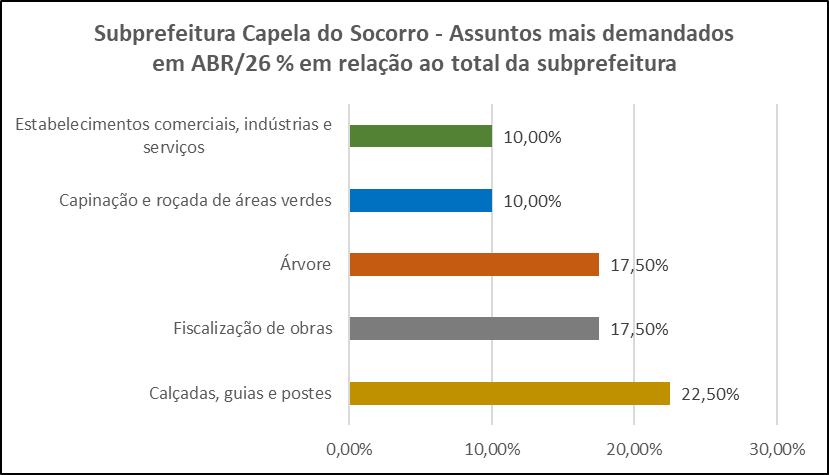 Subprefeitura Capela do Socorro - Assuntos mais demandados
em ABR/26 % em relação ao total da subprefeitura
Estabelecimentos comerciais, indústrias e
serviços
10,00%
Capinação e roçada de áreas verdes
10,00%
Árvore
17,50%
Fiscalização de obras
17,50%
Calçadas, guias e postes
22,50%
0,00% 10,00% 20,00% 30,00%